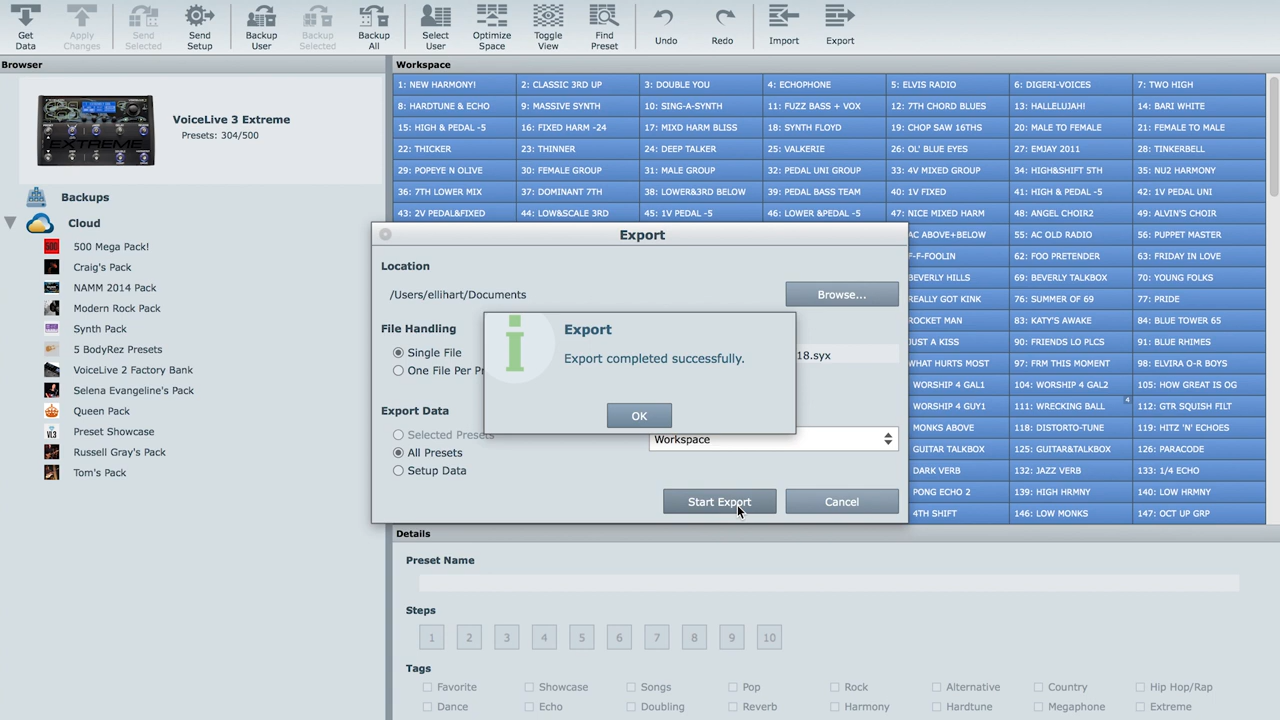 Get Data
Apply Changes
Send Selected
Send Setup
Backup User
Backup Selected
Backup All
Select User
Optimize Space
Toggle View
Find Preset
Undo
Redo
Import
Export
Browser
Workspace
VoiceLive 3 Extreme
Presets: 304/500
Backups
Cloud
500 Mega Pack!
Craig's Pack
NAMM 2014 Pack
Modern Rock Pack
Synth Pack
5 BodyRez Presets
VoiceLive 2 Factory Bank
Selena Evangeline's Pack
Queen Pack
Preset Showcase
Russell Gray's Pack
Tom's Pack
1: NEW HARMONY! 2: CLASSIC 3RD UP 3: DOUBLE YOU 4: ECHOPHONE 5: ELVIS RADIO 6: DIGERI-VOICES 7: TWO HIGH
8: HARDTUNE & ECHO 9: MASSIVE SYNTH 10: SING-A-SYNTH 11: FUZZ BASS + VOX 12: 7TH CHORD BLUES 13: HALLELUJAH! 14: BARI WHITE
15: HIGH & PEDAL -5 16: FIXED HARM -24 17: MIXD HARM BLISS 18: SYNTH FLOYD 19: CHOP SAW 16THS 20: MALE TO FEMALE 21: FEMALE TO MALE
22: THICKER 23: THINNER 24: DEEP TALKER 25: VALKERIE 26: OL' BLUE EYES 27: EMJAY 2011 28: TINKERBELL
29: POPEYE N OLIVE 30: FEMALE GROUP 31: MALE GROUP 32: PEDAL UNI GROUP 33: 4V MIXED GROUP 34: HIGH&SHIFT 5TH 35: NU2 HARMONY
36: 7TH LOWER MIX 37: DOMINANT 7TH 38: LOWER&3RD BELOW 39: PEDAL BASS TEAM 40: 1V FIXED 41: HIGH & PEDAL -5 42: 1V PEDAL UNI
43: 2V PEDAL&FIXED 44: LOW&SCALE 3RD 45: 1V PEDAL -5 46: LOWER &PEDAL -5 47: NICE MIXED HARM 48: ANGEL CHOIR2 49: ALVIN'S CHOIR
AC ABOVE+BELOW 55: AC OLD RADIO 56: PUPPET MASTER
F-F-FOOLIN 62: FOO PRETENDER 63: FRIDAY IN LOVE
BEVERLY HILLS 69: BEVERLY TALKBOX 70: YOUNG FOLKS
REALLY GOT KINK 76: SUMMER OF 69 77: PRIDE
ROCKET MAN 83: KATY'S AWAKE 84: BLUE TOWER 65
JUST A KISS 90: FRIENDS LO PLCS 91: BLUE RHIMES
WHAT HURTS MOST 97: FRM THIS MOMENT 98: ELVIRA O-R BOYS
WORSHIP 4 GAL1 104: WORSHIP 4 GAL2 105: HOW GREAT IS OG
WORSHIP 4 GUY1 111: WRECKING BALL 4 112: GTR SQUISH FILT
MONKS ABOVE 118: DISTORTO-TUNE 119: HITZ 'N' ECHOES
GUITAR TALKBOX 125: GUITAR&TALKBOX 126: PARACODE
DARK VERB 132: JAZZ VERB 133: 1/4 ECHO
PONG ECHO 2 139: HIGH HRMNY 140: LOW HRMNY
4TH SHIFT 146: LOW MONKS 147: OCT UP GRP
Export
Location
/Users/ellihart/Documents
Browse...
File Handling
Single File
18.syx
One File Per Pr
Export
Export completed successfully.
OK
Export Data
Selected Presets
Workspace
All Presets
Setup Data
Start Export
Cancel
Details
Preset Name
Steps
1 2 3 4 5 6 7 8 9 10
Tags
Favorite Showcase Songs Pop Rock Alternative Country Hip Hop/Rap
Dance Echo Doubling Reverb Harmony Hardtune Megaphone Extreme